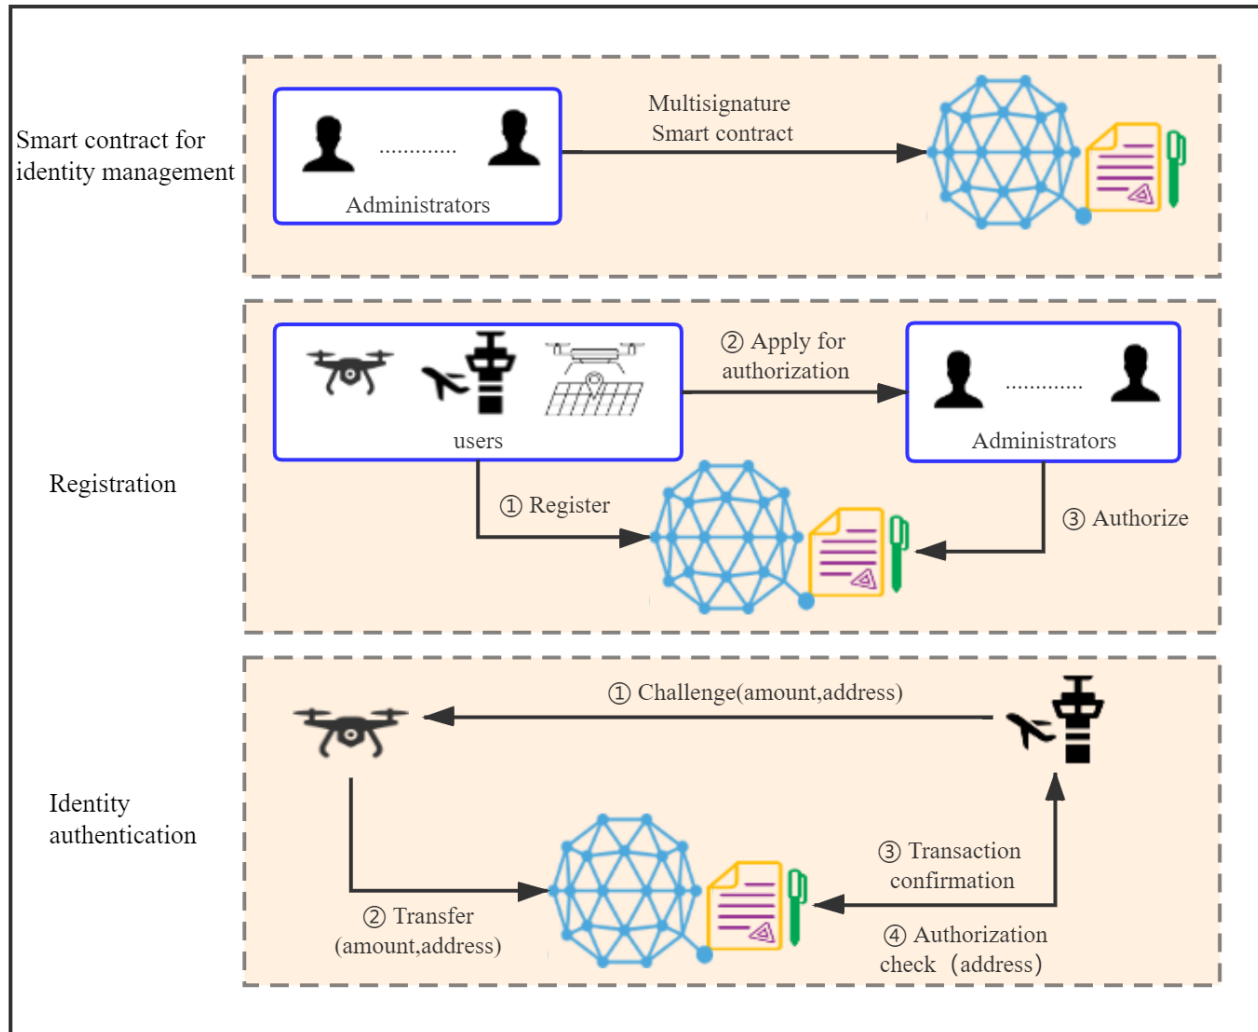 Smart contract for
identity management
Administrators
Multisignature
Smart contract
Registration
users
② Apply for
authorization
Administrators
① Register
③ Authorize
Identity
authentication
① Challenge(amount,address)
② Transfer
(amount,address)
③ Transaction
confirmation
④ Authorization
check（address）